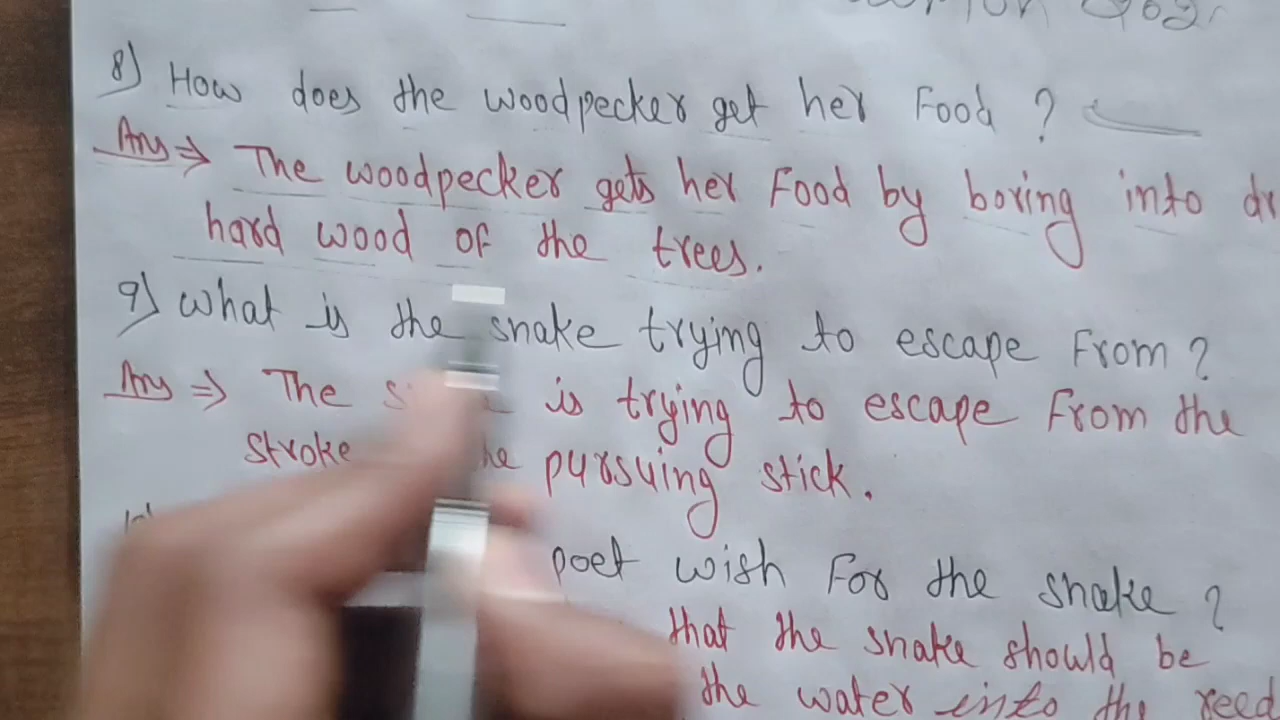 8) How does the woodpecker get her Food ?
Ans ⇒ The woodpecker gets her Food by boring into
hard wood of the trees.
9) What is the snake trying to escape From ?
Ans ⇒ The is trying to escape From the
stroke pursuing stick.
poet wish For the snake ?
that the snake should be
the water into the reed